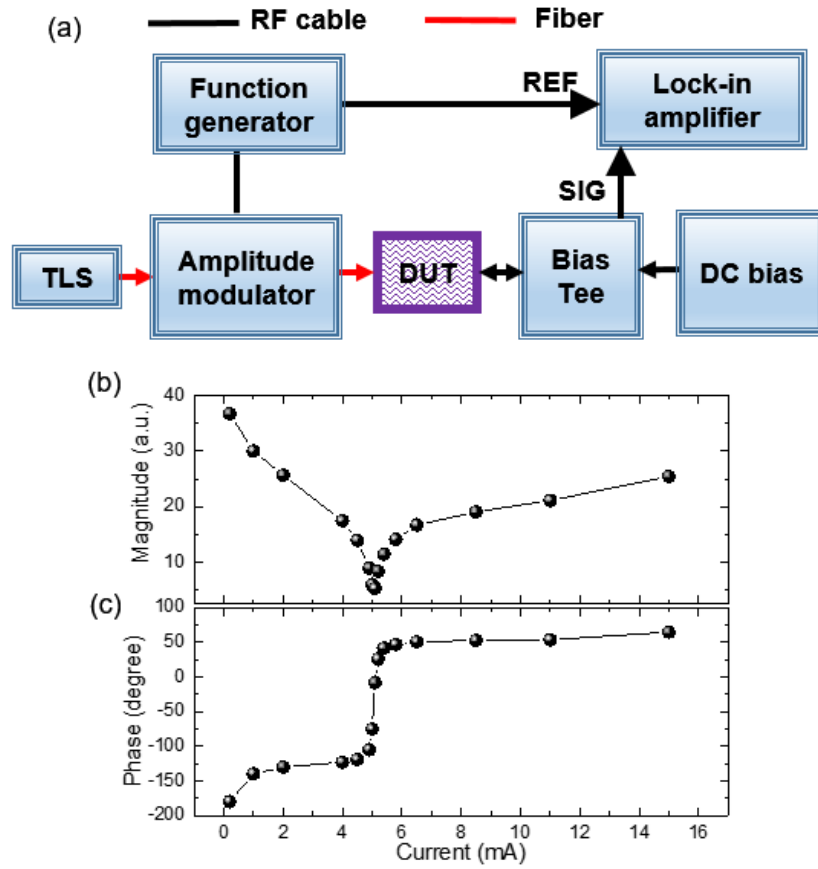 (a)
RF cable
Fiber
Function
generator
REF
Lock-in
amplifier
SIG
TLS
Amplitude
modulator
DUT
Bias
Tee
DC bias
(b)
Magnitude (a.u.)
40
30
20
10
(c)
Phase (degree)
100
50
0
-50
-100
-150
-200
0 2 4 6 8 10 12 14 16
Current (mA)